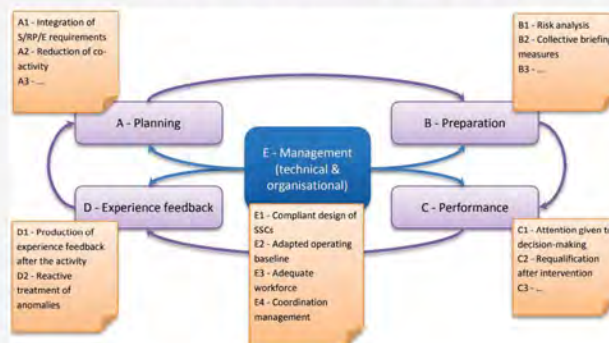 A1 - Integration of
S/RP/E requirements
A2 - Reduction of co-
activity
A3 - ...
B1 - Risk analysis
B2 - Collective briefing
measures
B3 - ...
A - Planning
B - Preparation
E - Management
(technical &
organisational)
D - Experience feedback
C - Performance
D1 - Production of
experience feedback
after the activity
D2 - Reactive
treatment of
anomalies
E1 - Compliant design of
SSCs
E2 - Adapted operating
baseline
E3 - Adequate
workforce
E4 - Coordination
management
C1 - Attention given to
decision-making
C2 - Requalification
after intervention
C3 - ...